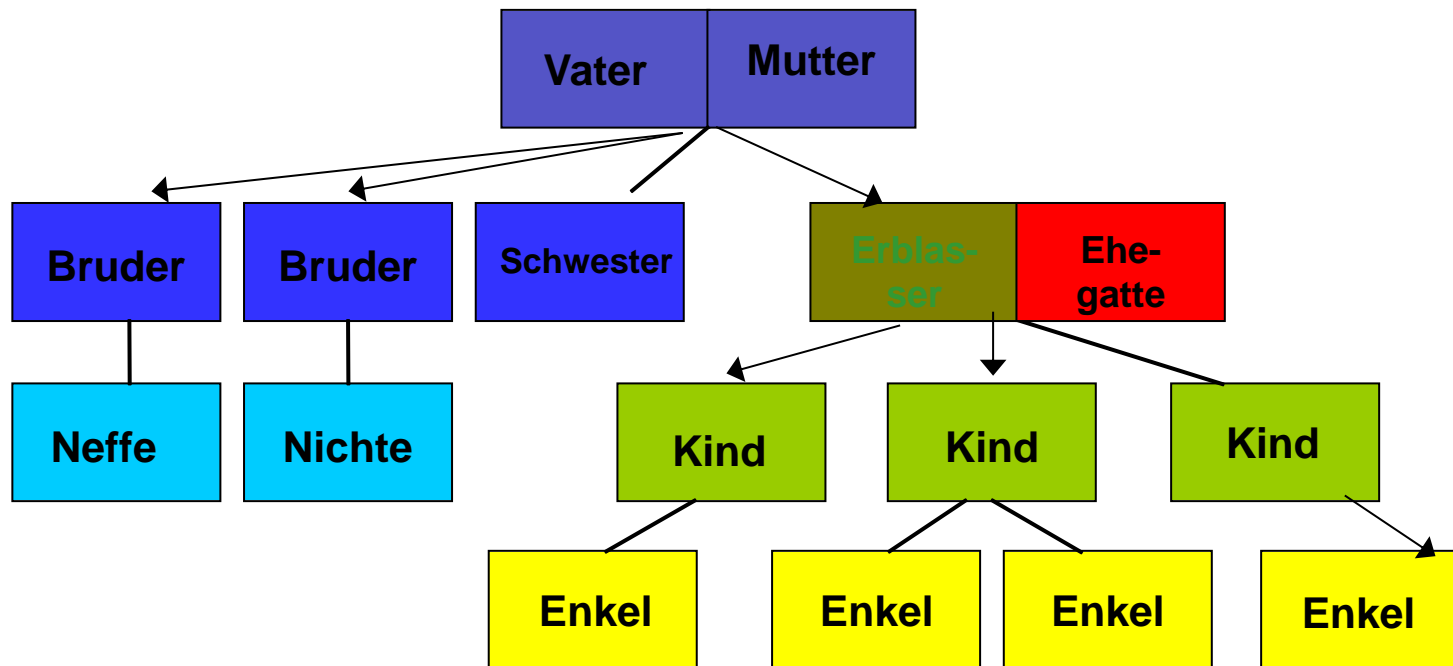 Vater
Mutter
Bruder
Bruder
Schwester
Erblas-
ser
Ehe-
gatte
Neffe
Nichte
Kind
Kind
Kind
Enkel
Enkel
Enkel
Enkel